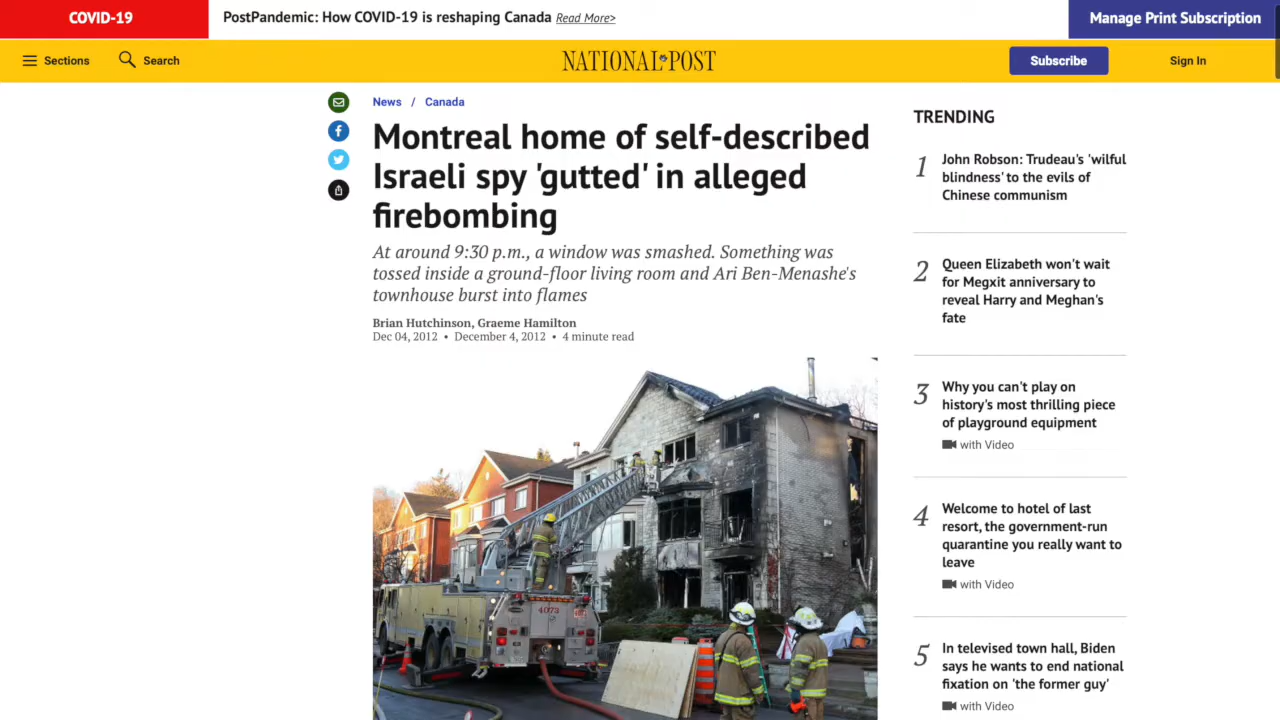 COVID-19
PostPandemic: How COVID-19 is reshaping Canada Read More>
Manage Print Subscription
Sections
Search
NATIONAL POST
Subscribe
Sign In
News / Canada
Montreal home of self-described
Israeli spy 'gutted' in alleged
firebombing
At around 9:30 p.m., a window was smashed. Something was
tossed inside a ground-floor living room and Ari Ben-Menashe's
townhouse burst into flames
Brian Hutchinson, Graeme Hamilton
Dec 04, 2012 • December 4, 2012 • 4 minute read
4073
TRENDING
1
John Robson: Trudeau's 'wilful
blindness' to the evils of
Chinese communism
2
Queen Elizabeth won't wait
for Megxit anniversary to
reveal Harry and Meghan's
fate
3
Why you can't play on
history's most thrilling piece
of playground equipment
with Video
4
Welcome to hotel of last
resort, the government-run
quarantine you really want to
leave
with Video
5
In televised town hall, Biden
says he wants to end national
fixation on 'the former guy'
with Video